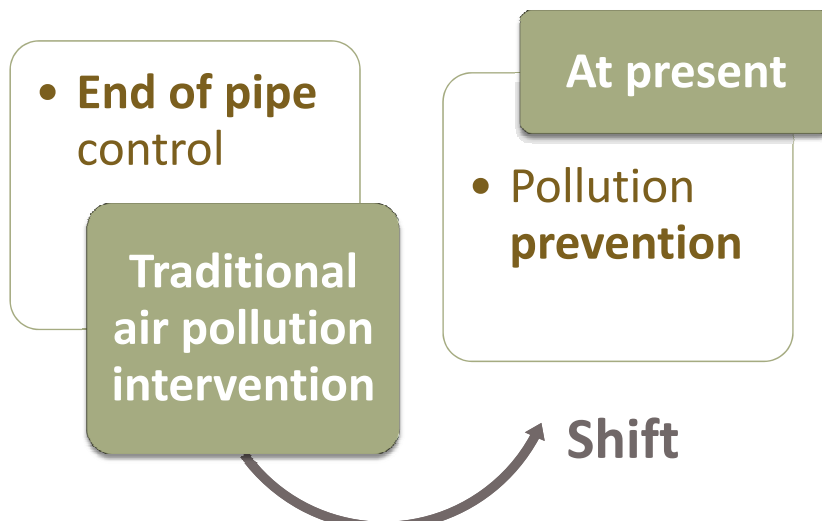 • End of pipe
control
Traditional
air pollution
intervention
At present
• Pollution
prevention
Shift